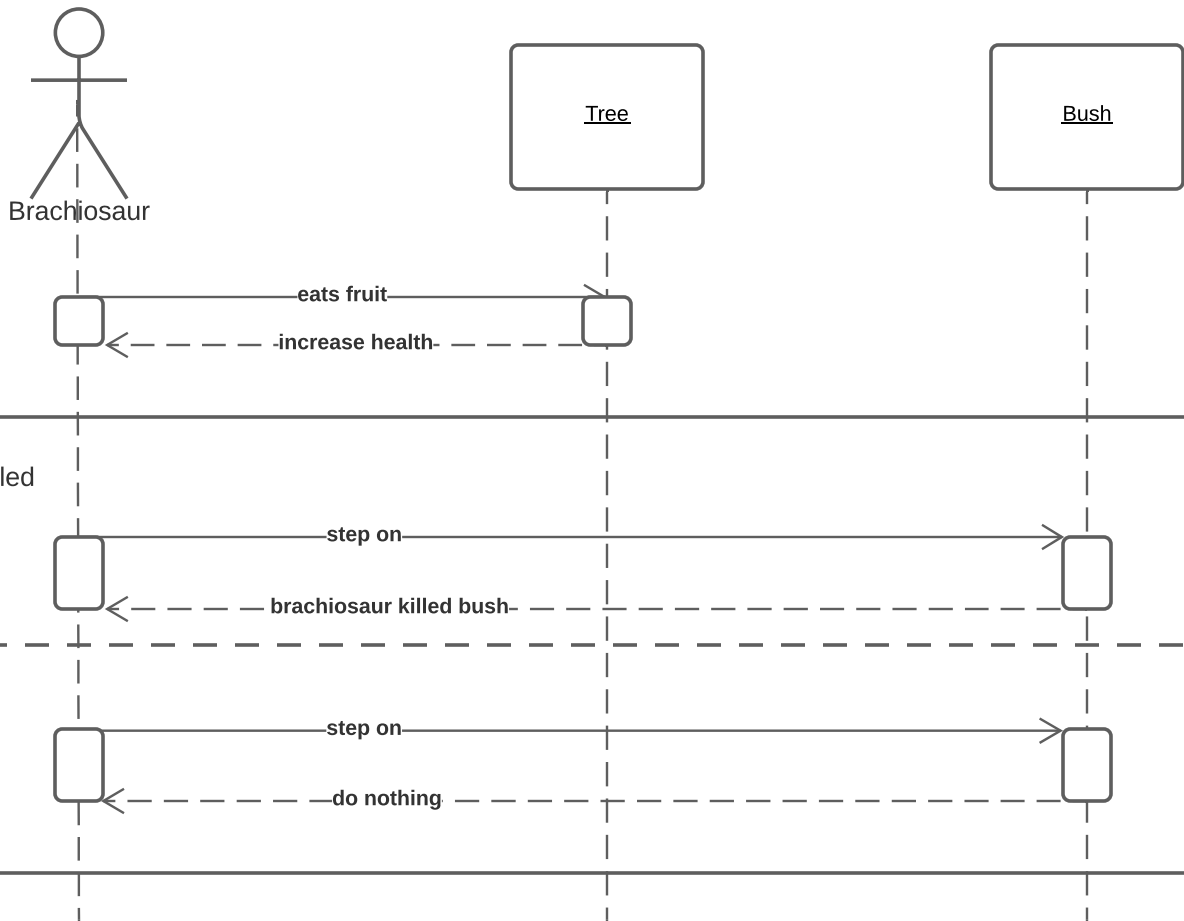 Tree
Bush
Brachiosaur
eats fruit
increase health
led
step on
brachiosaur killed bush
step on
do nothing